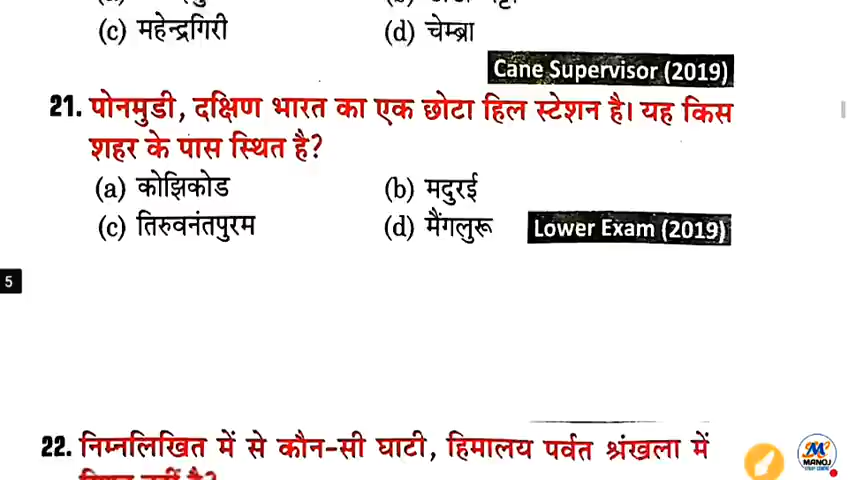 (c) महेन्द्रगिरी (d) चेम्ब्रा
Cane Supervisor (2019)
21. पोनमुडी, दक्षिण भारत का एक छोटा हिल स्टेशन है। यह किस
शहर के पास स्थित है?
(a) कोझिकोड (b) मदुरई
(c) तिरुवनंतपुरम (d) मैंगलुरू Lower Exam (2019)
5
22. निम्नलिखित में से कौन-सी घाटी, हिमालय पर्वत श्रंखला में
MANOJ